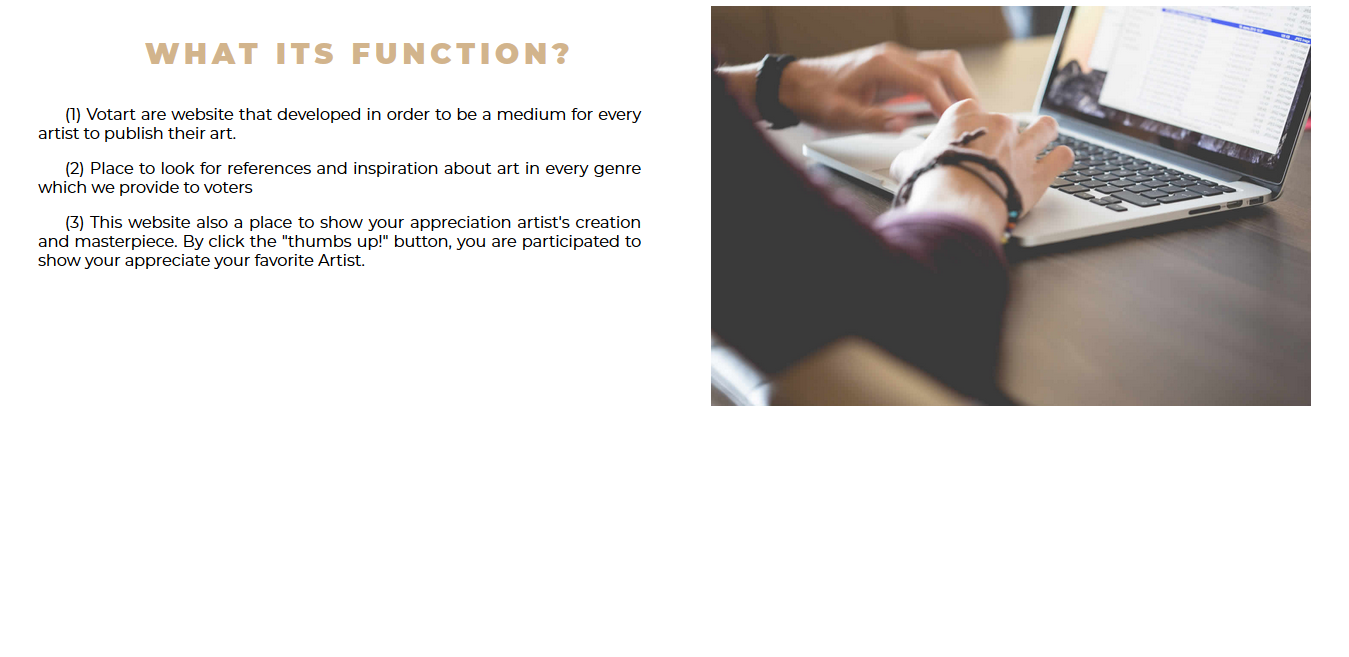 WHAT ITS FUNCTION?
(1) Votart are website that developed in order to be a medium for every
artist to publish their art.
(2) Place to look for references and inspiration about art in every genre
which we provide to voters
(3) This website also a place to show your appreciation artist's creation
and masterpiece. By click the "thumbs up!" button, you are participated to
show your appreciate your favorite Artist.